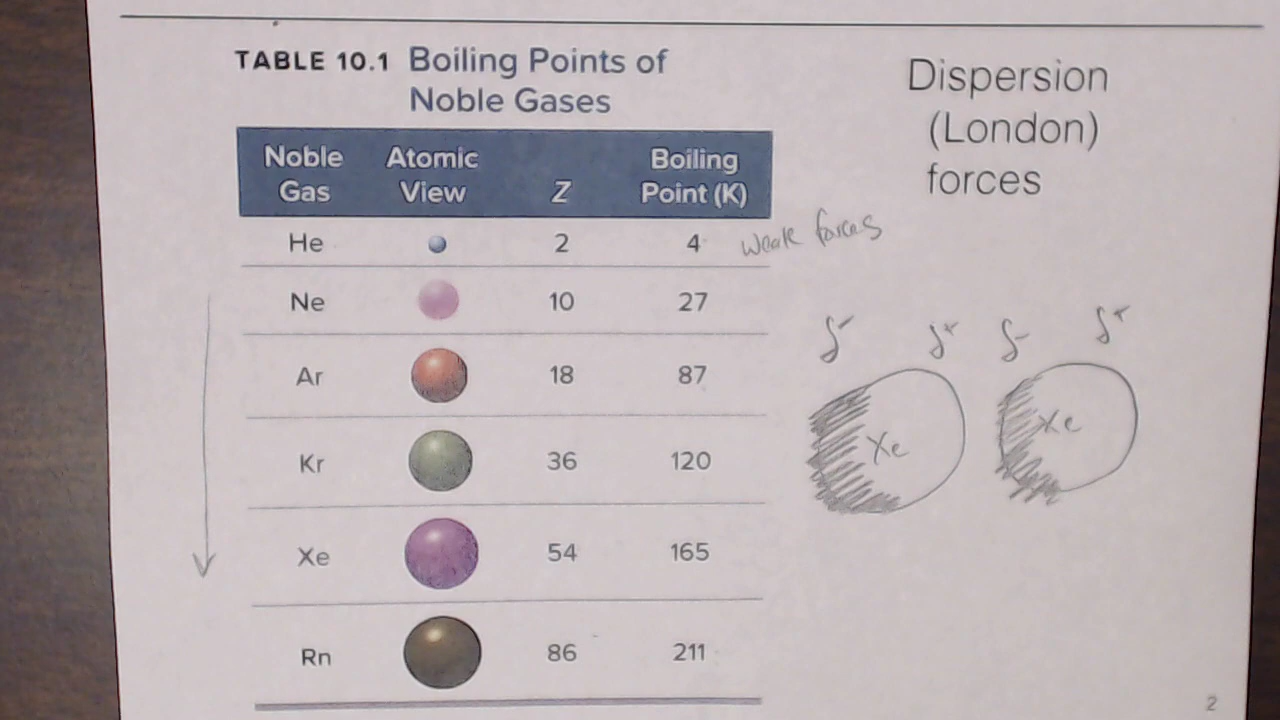 TABLE 10.1 Boiling Points of
Noble Gases
Noble Gas Atomic View Z Boiling Point (K)
He 2 4 weak forces
Ne 10 27
Ar 18 87
Kr 36 120
Xe 54 165
Rn 86 211
Dispersion
(London)
forces
δ- δ+ δ- δ+
Xe Xe
2